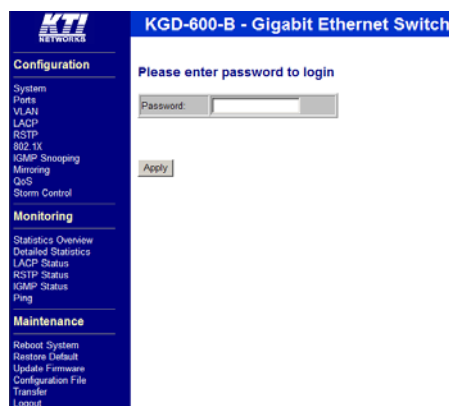 KTI
NETWORKS
KGD-600-B - Gigabit Ethernet Switch
Configuration
System
Ports
VLAN
LACP
RSTP
802.1X
IGMP Snooping
Mirroring
QoS
Storm Control
Monitoring
Statistics Overview
Detailed Statistics
LACP Status
RSTP Status
IGMP Status
Ping
Maintenance
Reboot System
Restore Default
Update Firmware
Configuration File
Transfer
Logout
Please enter password to login
Password:
Apply